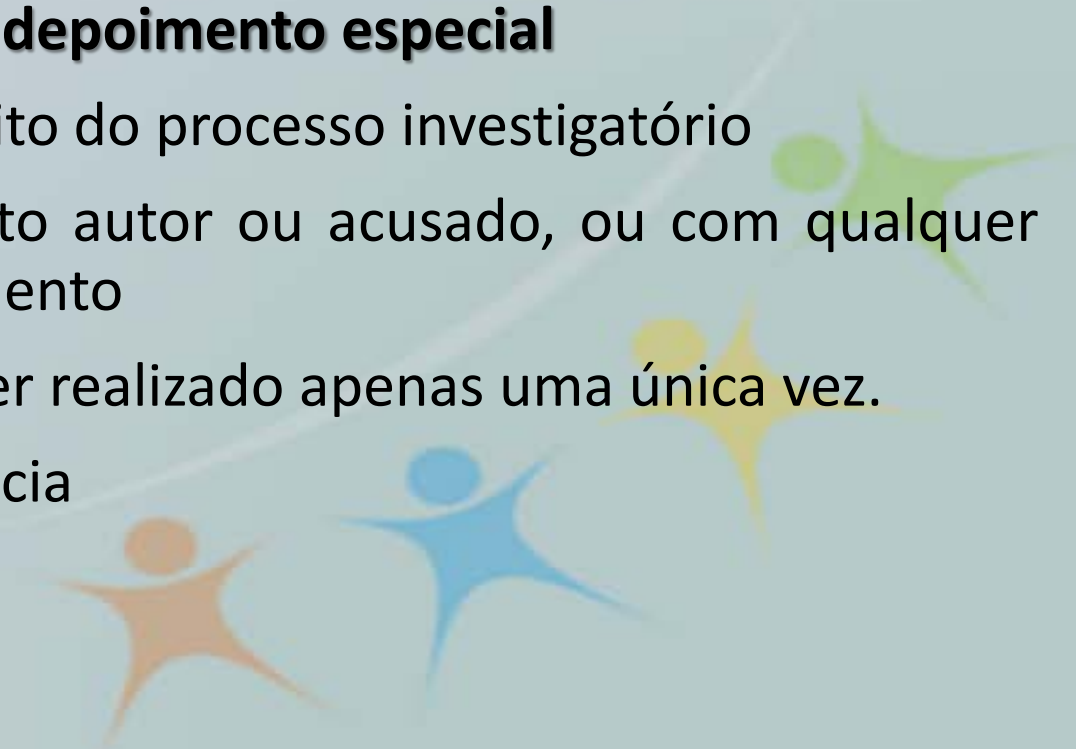 depoimento especial
ito do processo investigatório
to autor ou acusado, ou com qualquer
ento
er realizado apenas uma única vez.
cia